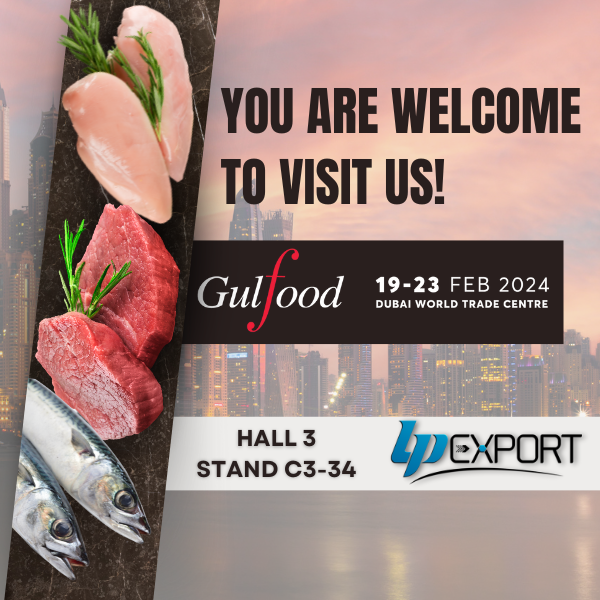 YOU ARE WELCOME
TO VISIT US!
Gulfood
19-23 FEB 2024
DUBAI WORLD TRADE CENTRE
HALL 3
STAND C3-34
LP EXPORT